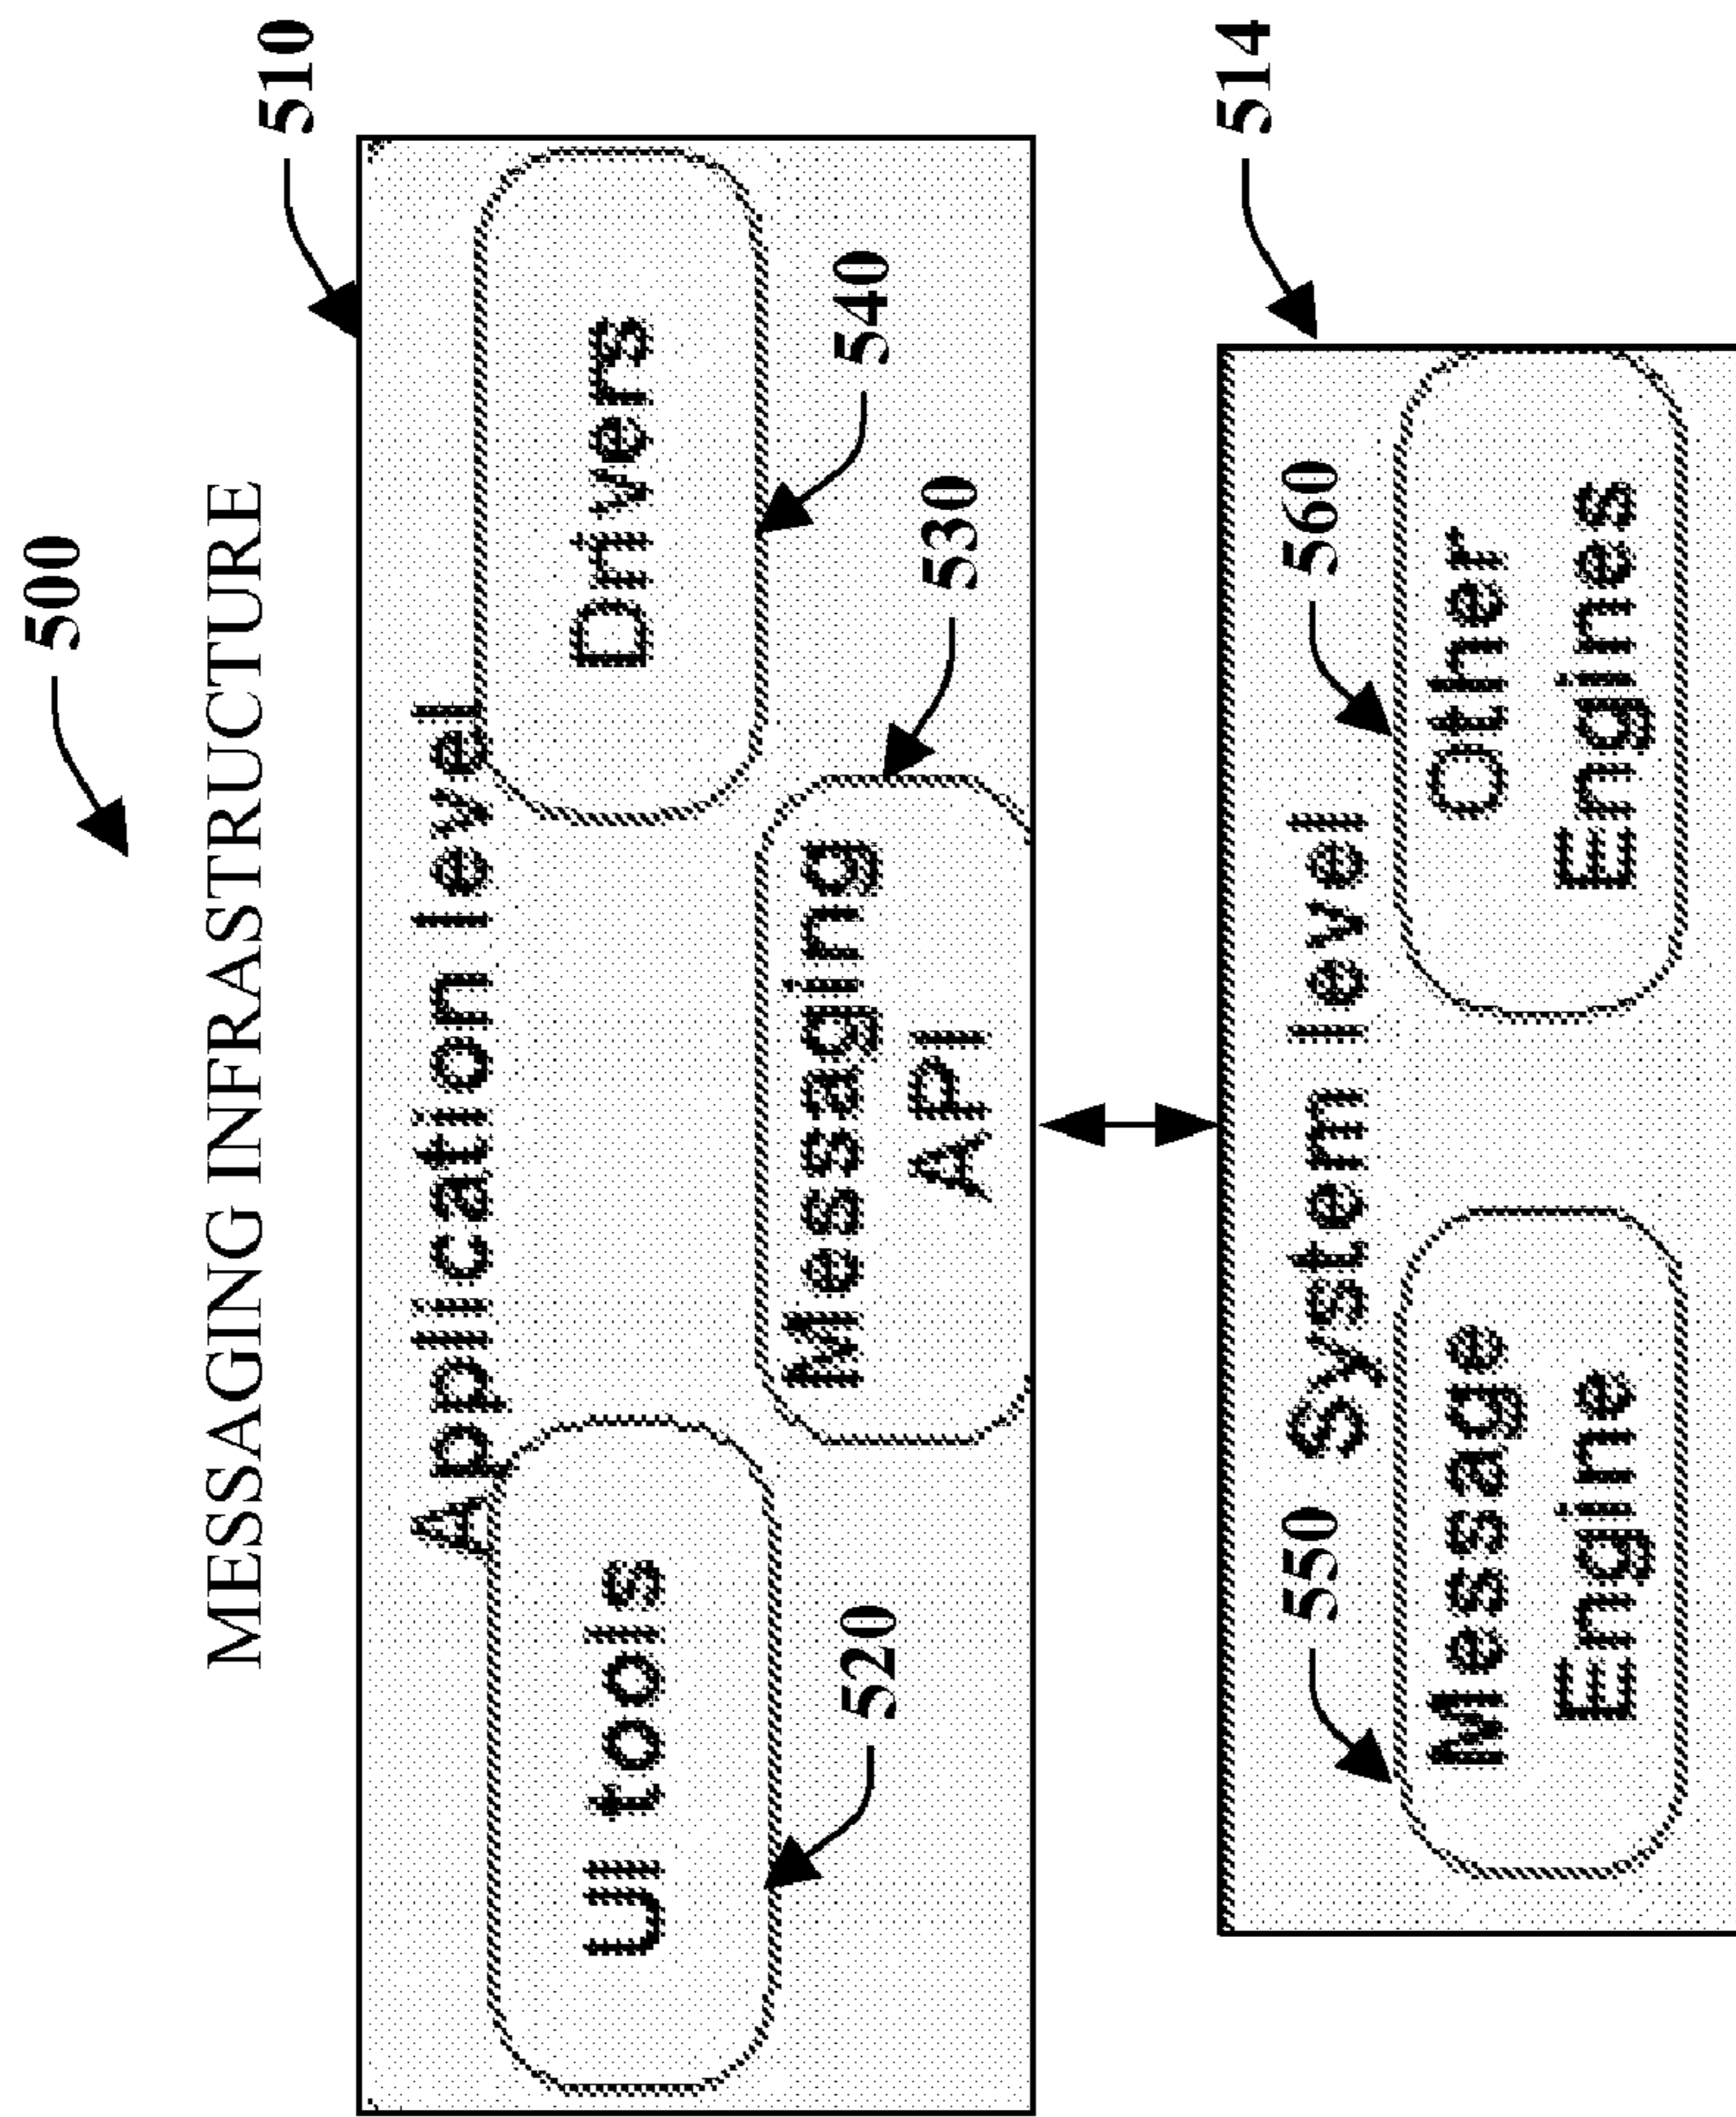 500
MESSAGING INFRASTRUCTURE
510
Application level
UI tools
Drivers
520
540
Messaging
API
530
514
System level
550
560
Message
Engine
Other
Engines